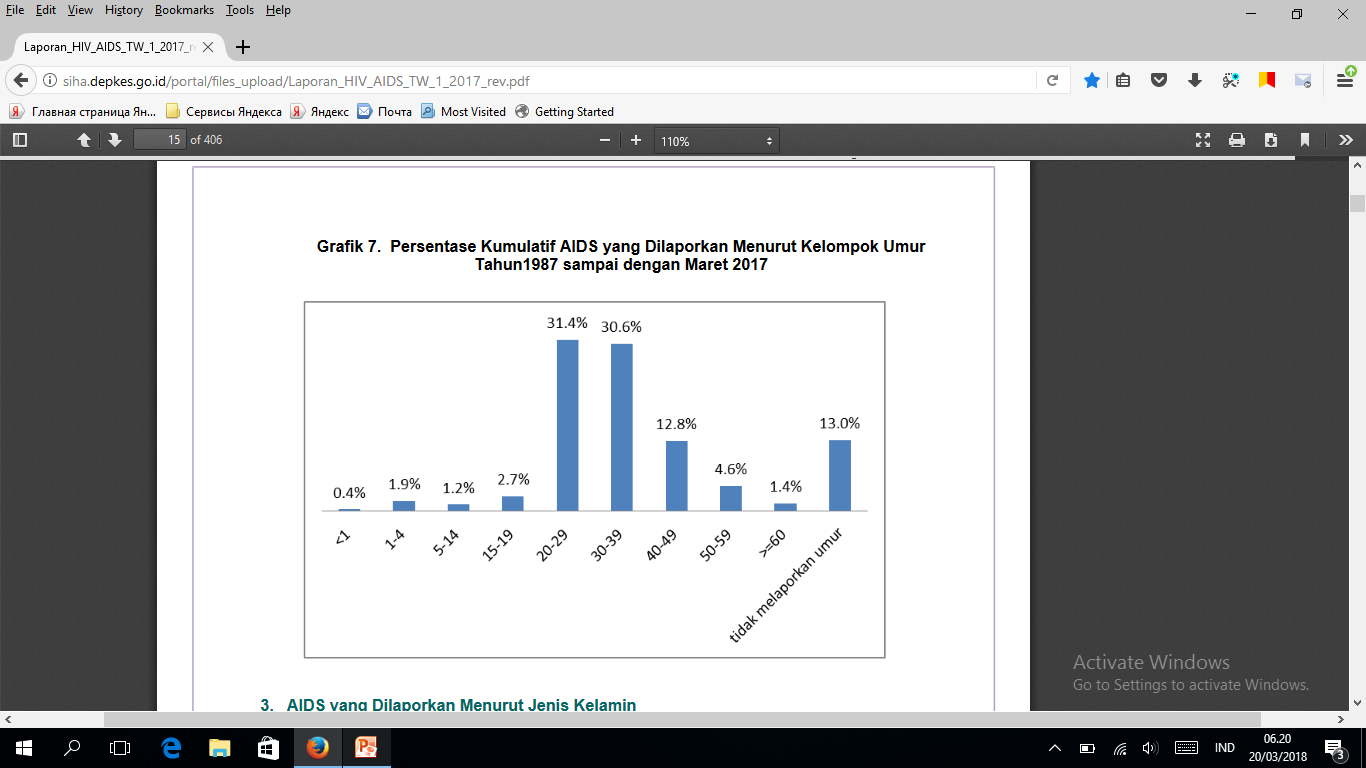 File Edit View History Bookmarks Tools Help
Laporan_HIV_AIDS_TW_1_2017_r
siha.depkes.go.id/portal/files_upload/Laporan_HIV_AIDS_TW_1_2017_rev.pdf
Главная страница Ян... Сервисы Яндекса Яндекс Почта Most Visited Getting Started
15 of 406 110%
Grafik 7. Persentase Kumulatif AIDS yang Dilaporkan Menurut Kelompok Umur
Tahun1987 sampai dengan Maret 2017
31.4% 30.6%
12.8% 13.0%
0.4% 1.9% 1.2% 2.7% 4.6% 1.4%
<1 1-4 5-14 15-19 20-29 30-39 40-49 50-59 >=60 tidak melaporkan umur
Activate Windows
Go to Settings to activate Windows.
3. AIDS yang Dilaporkan Menurut Jenis Kelamin
IND
06.20
20/03/2018
3